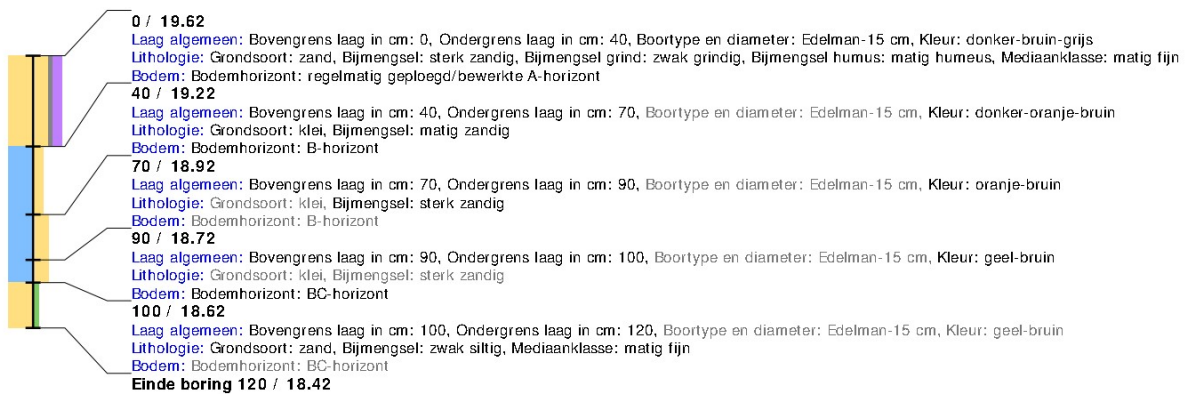 0 / 19.62
Laag algemeen: Bovengrens laag in cm: 0, Ondergrens laag in cm: 40, Boortype en diameter: Edelman-15 cm, Kleur: donker-bruin-grijs
Lithologie: Grondsoort: zand, Bijmengsel: sterk zandig, Bijmengsel grind: zwak grindig, Bijmengsel humus: matig humeus, Mediaanklasse: matig fijn
Bodem: Bodemhorizont: regelmatig geploegd/bewerkte A-horizont
40 / 19.22
Laag algemeen: Bovengrens laag in cm: 40, Ondergrens laag in cm: 70, Boortype en diameter: Edelman-15 cm, Kleur: donker-oranje-bruin
Lithologie: Grondsoort: klei, Bijmengsel: matig zandig
Bodem: Bodemhorizont: B-horizont
70 / 18.92
Laag algemeen: Bovengrens laag in cm: 70, Ondergrens laag in cm: 90, Boortype en diameter: Edelman-15 cm, Kleur: oranje-bruin
Lithologie: Grondsoort: klei, Bijmengsel: sterk zandig
Bodem: Bodemhorizont: B-horizont
90 / 18.72
Laag algemeen: Bovengrens laag in cm: 90, Ondergrens laag in cm: 100, Boortype en diameter: Edelman-15 cm, Kleur: geel-bruin
Lithologie: Grondsoort: klei, Bijmengsel: sterk zandig
Bodem: Bodemhorizont: BC-horizont
100 / 18.62
Laag algemeen: Bovengrens laag in cm: 100, Ondergrens laag in cm: 120, Boortype en diameter: Edelman-15 cm, Kleur: geel-bruin
Lithologie: Grondsoort: zand, Bijmengsel: zwak siltig, Mediaanklasse: matig fijn
Bodem: Bodemhorizont: BC-horizont
Einde boring 120 / 18.42